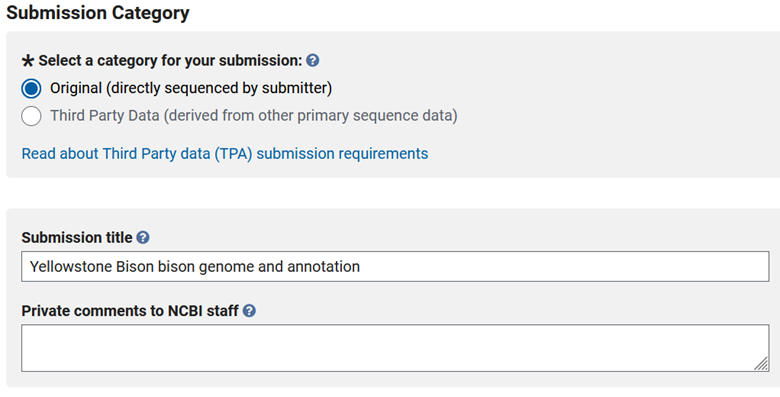 Submission Category
* Select a category for your submission: ?
Original (directly sequenced by submitter)
Third Party Data (derived from other primary sequence data)
Read about Third Party data (TPA) submission requirements
Submission title ?
Yellowstone Bison bison genome and annotation
Private comments to NCBI staff ?